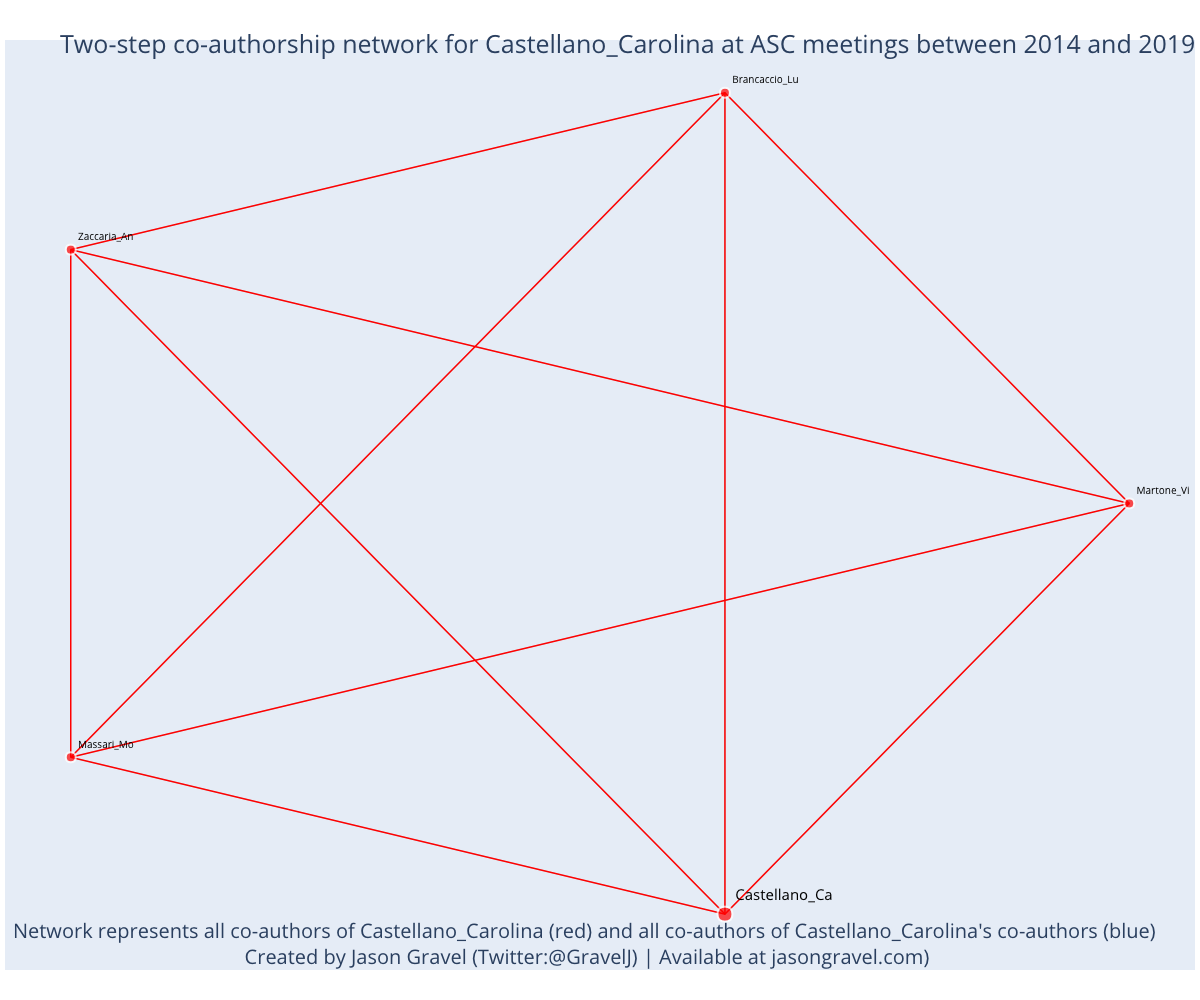 Two-step co-authorship network for Castellano_Carolina at ASC meetings between 2014 and 2019
Brancaccio_Lu
Zaccaria_An
Martone_Vi
Massari_Mo
Castellano_Ca
Network represents all co-authors of Castellano_Carolina (red) and all co-authors of Castellano_Carolina's co-authors (blue)
Created by Jason Gravel (Twitter:@GravelJ) | Available at jasongravel.com)